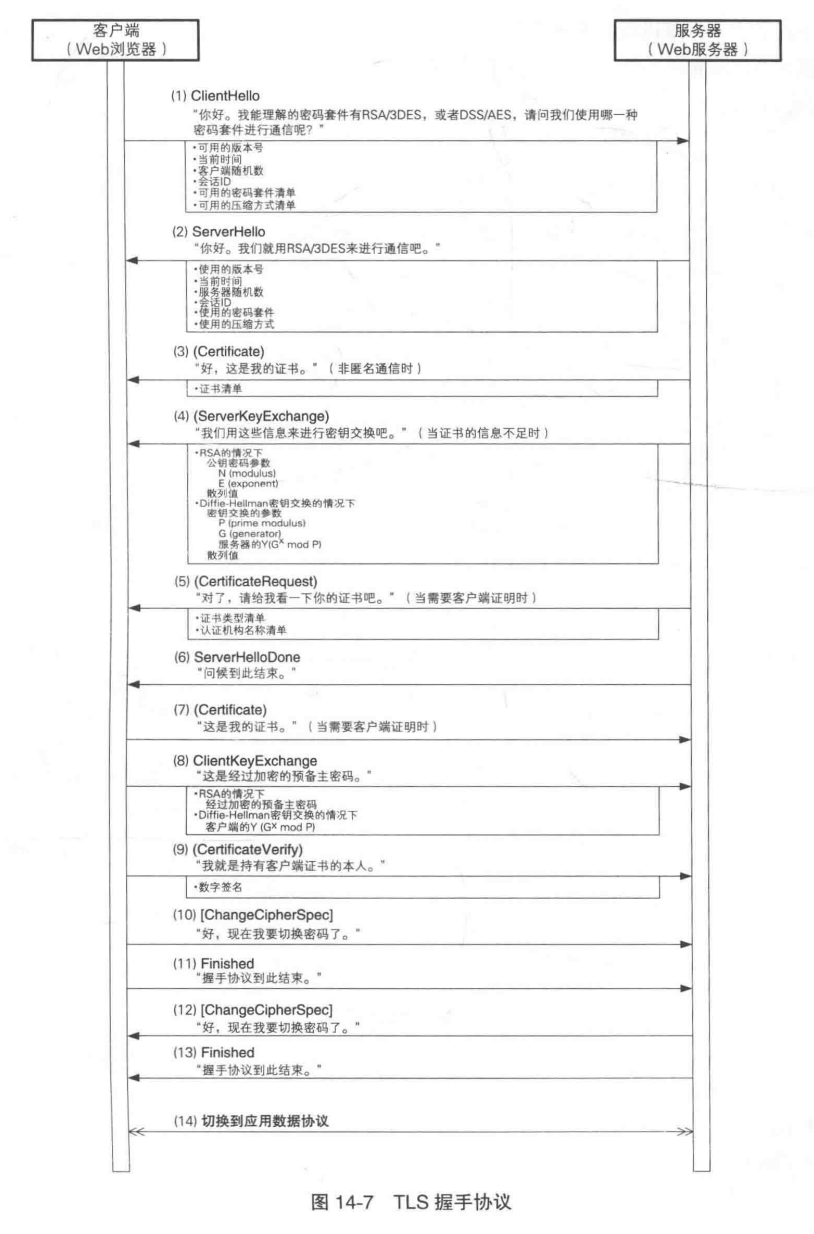 客户端
（Web浏览器）
服务器
（Web服务器）
(1) ClientHello
“你好。我能理解的密码套件有RSA/3DES，或者DSS/AES，请问我们使用哪一种
密码套件进行通信呢？”
·可用的版本号
·当前时间
·客户端随机数
·会话ID
·可用的密码套件清单
·可用的压缩方式清单
(2) ServerHello
“你好。我们就用RSA/3DES来进行通信吧。”
·使用的版本号
·当前时间
·服务器随机数
·会话ID
·使用的密码套件
·使用的压缩方式
(3) (Certificate)
“好，这是我的证书。”（非匿名通信时）
·证书清单
(4) (ServerKeyExchange)
“我们用这些信息来进行密钥交换吧。”（当证书的信息不足时）
·RSA的情况下
公钥密码参数
N (modulus)
E (exponent)
散列值
·Diffie-Hellman密钥交换的情况下
密钥交换的参数
P (prime modulus)
G (generator)
服务器的Y(Gˣ mod P)
散列值
(5) (CertificateRequest)
“对了，请给我看一下你的证书吧。”（当需要客户端证明时）
·证书类型清单
·认证机构名称清单
(6) ServerHelloDone
“问候到此结束。”
(7) (Certificate)
“这是我的证书。”（当需要客户端证明时）
(8) ClientKeyExchange
“这是经过加密的预备主密码。”
·RSA的情况下
经过加密的预备主密码
·Diffie-Hellman密钥交换的情况下
客户端的Y (Gˣ mod P)
(9) (CertificateVerify)
“我就是持有客户端证书的本人。”
·数字签名
(10) [ChangeCipherSpec]
“好，现在我要切换密码了。”
(11) Finished
“握手协议到此结束。”
(12) [ChangeCipherSpec]
“好，现在我要切换密码了。”
(13) Finished
“握手协议到此结束。”
(14) 切换到应用数据协议
图 14-7 TLS 握手协议